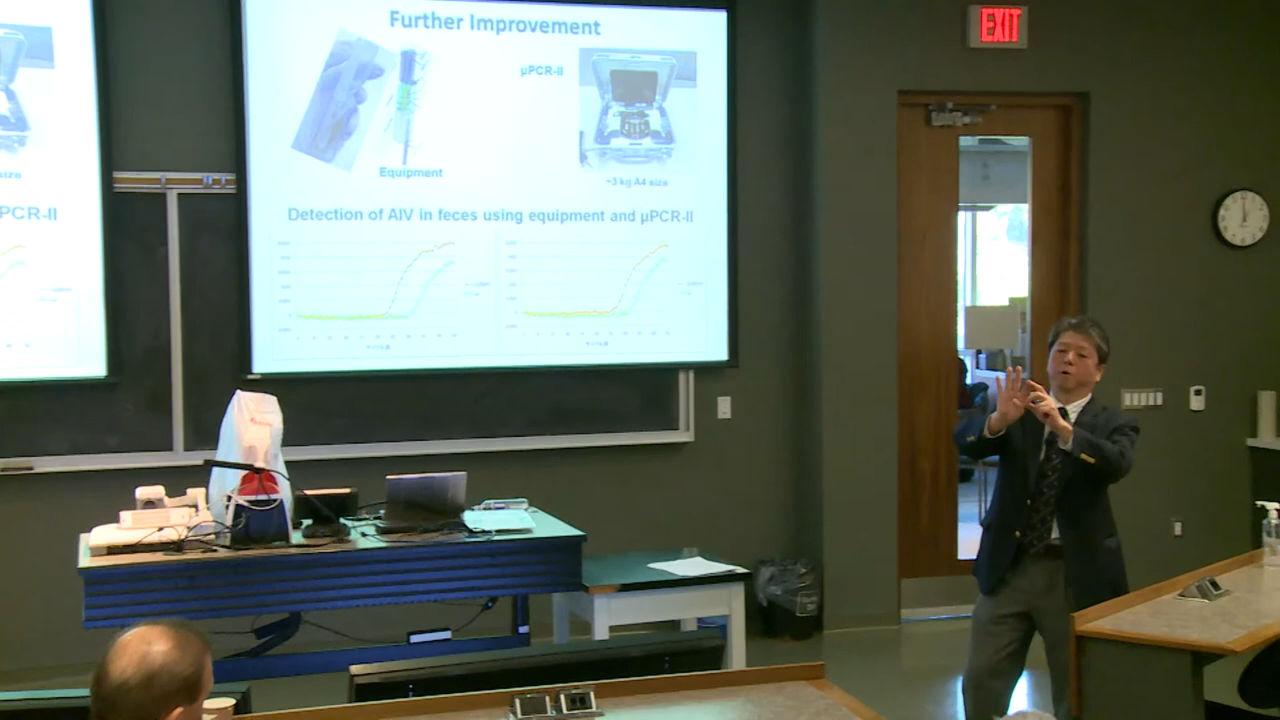 Further Improvement
µPCR-II
Equipment
~3 kg A4 size
Detection of AIV in feces using equipment and µPCR-II
size
PCR-II
EXIT